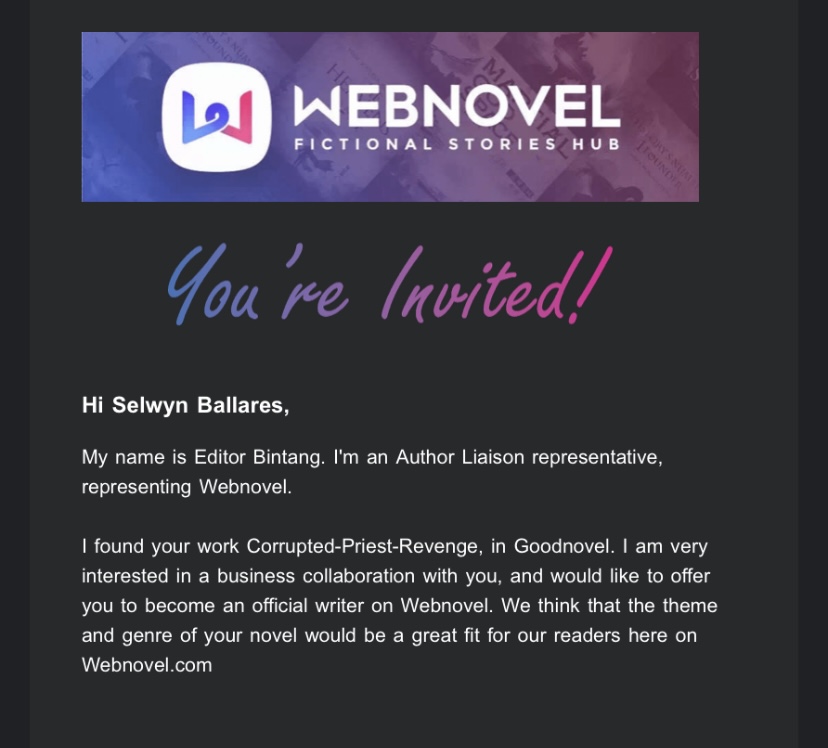 WEBNOVEL
FICTIONAL STORIES HUB
You're Invited!
Hi Selwyn Ballares,
My name is Editor Bintang. I'm an Author Liaison representative,
representing Webnovel.
I found your work Corrupted-Priest-Revenge, in Goodnovel. I am very
interested in a business collaboration with you, and would like to offer
you to become an official writer on Webnovel. We think that the theme
and genre of your novel would be a great fit for our readers here on
Webnovel.com